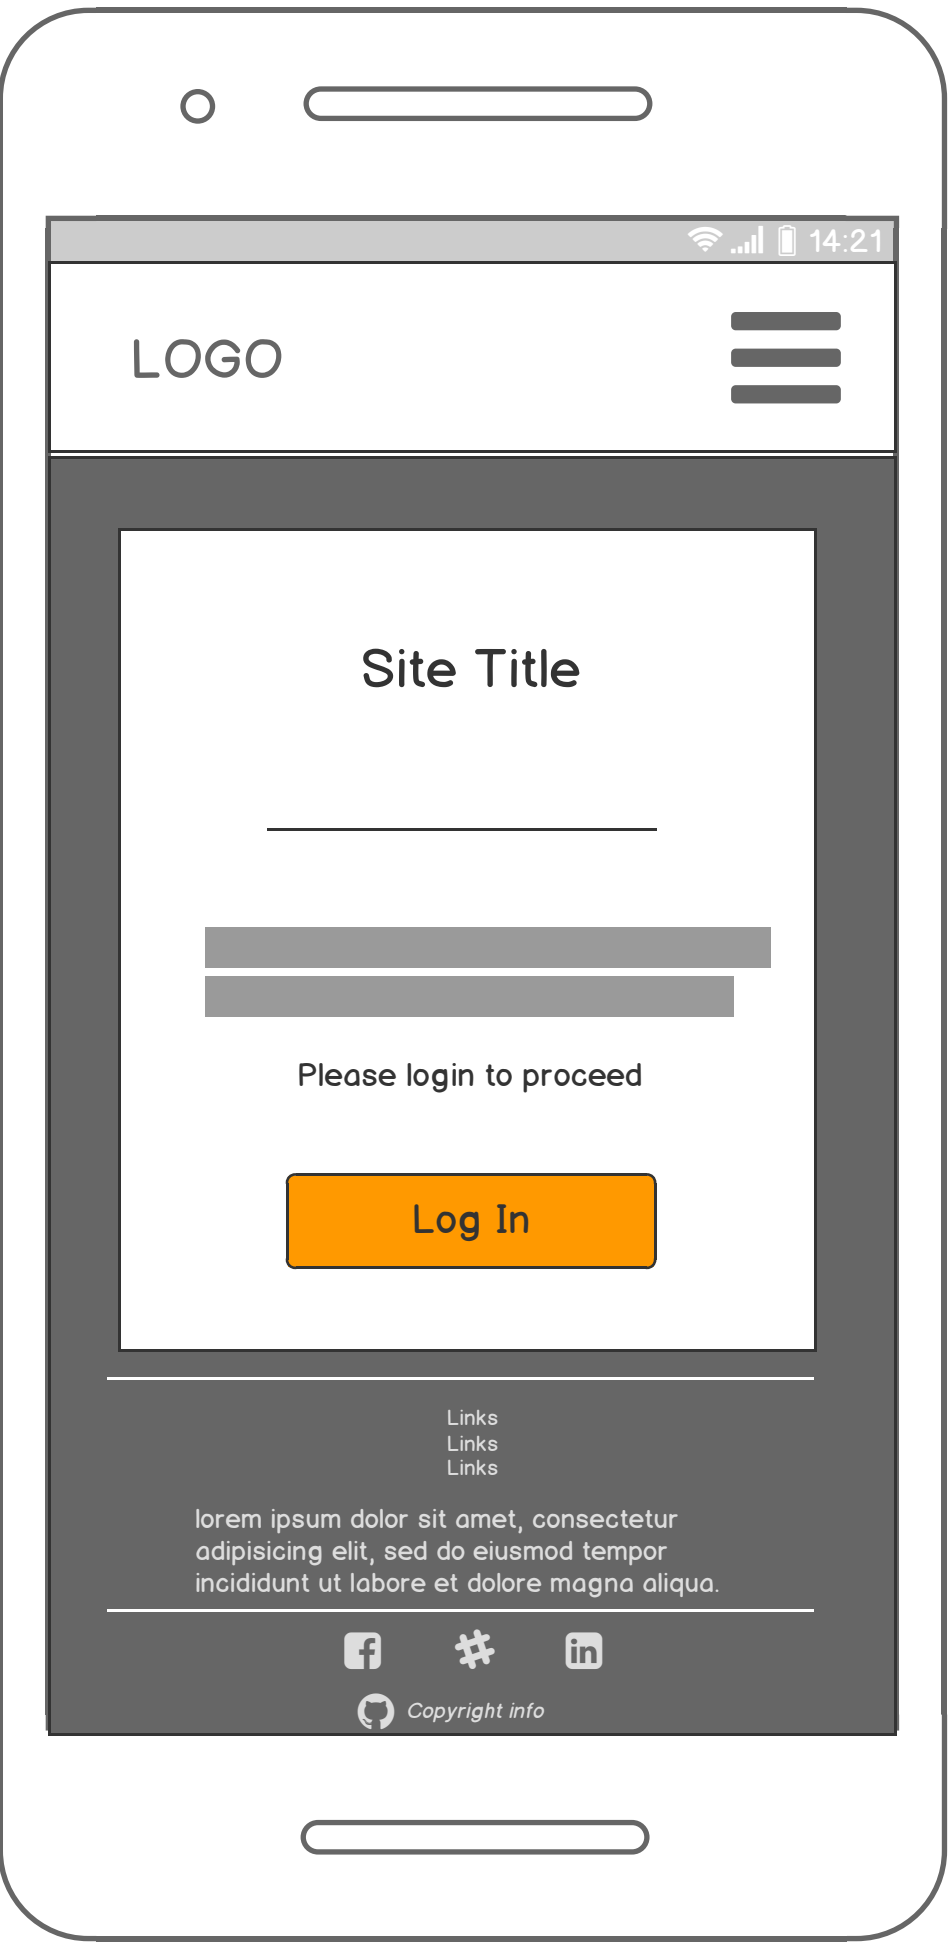 14:21
LOGO
Site Title
Please login to proceed
Log In
Links
Links
Links
lorem ipsum dolor sit amet, consectetur
adipisicing elit, sed do eiusmod tempor
incididunt ut labore et dolore magna aliqua.
Copyright info